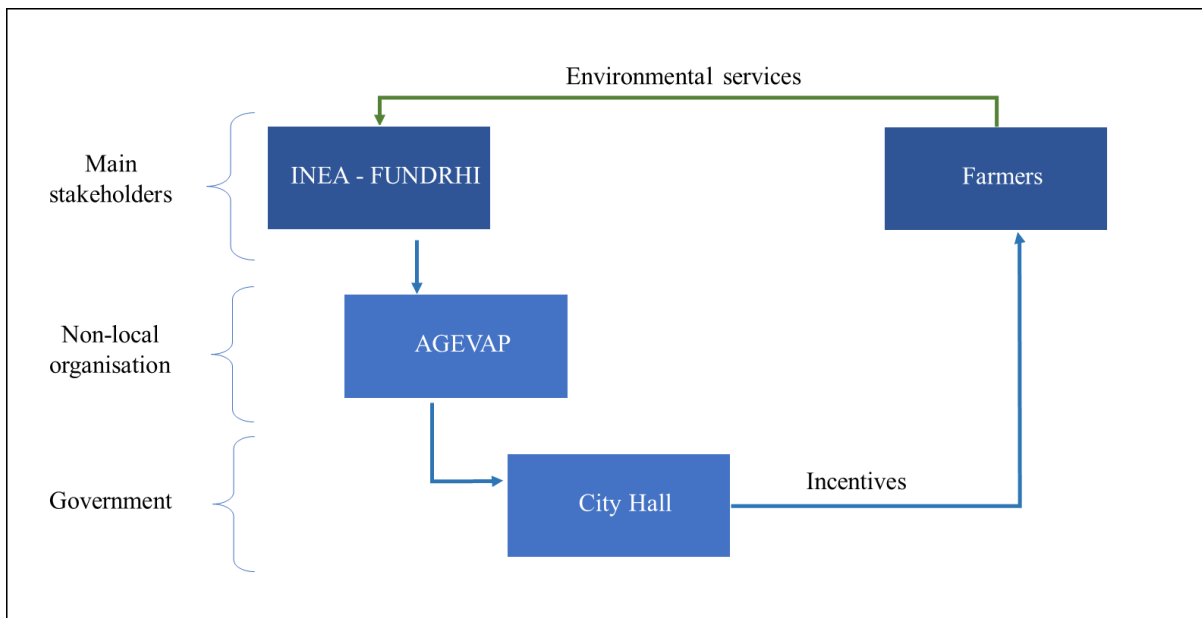 Environmental services
Main
stakeholders
INEA - FUNDRHI
Farmers
Non-local
organisation
AGEVAP
Government
City Hall
Incentives